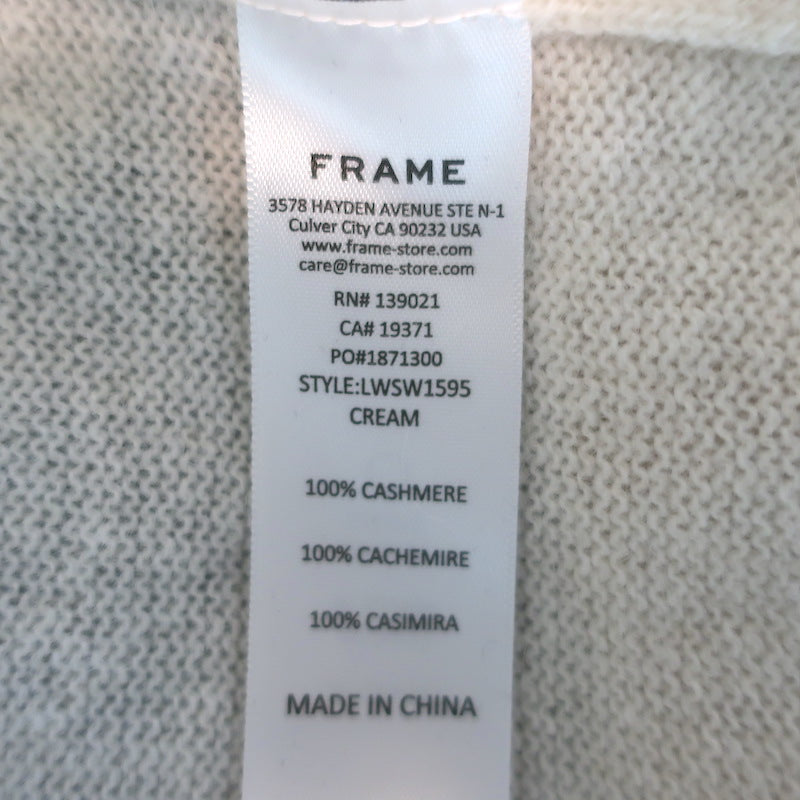 FRAME
3578 HAYDEN AVENUE STE N-1
Culver City CA 90232 USA
www.frame-store.com
care@frame-store.com
RN# 139021
CA# 19371
PO#1871300
STYLE:LWSW1595
CREAM
100% CASHMERE
100% CACHEMIRE
100% CASIMIRA
MADE IN CHINA